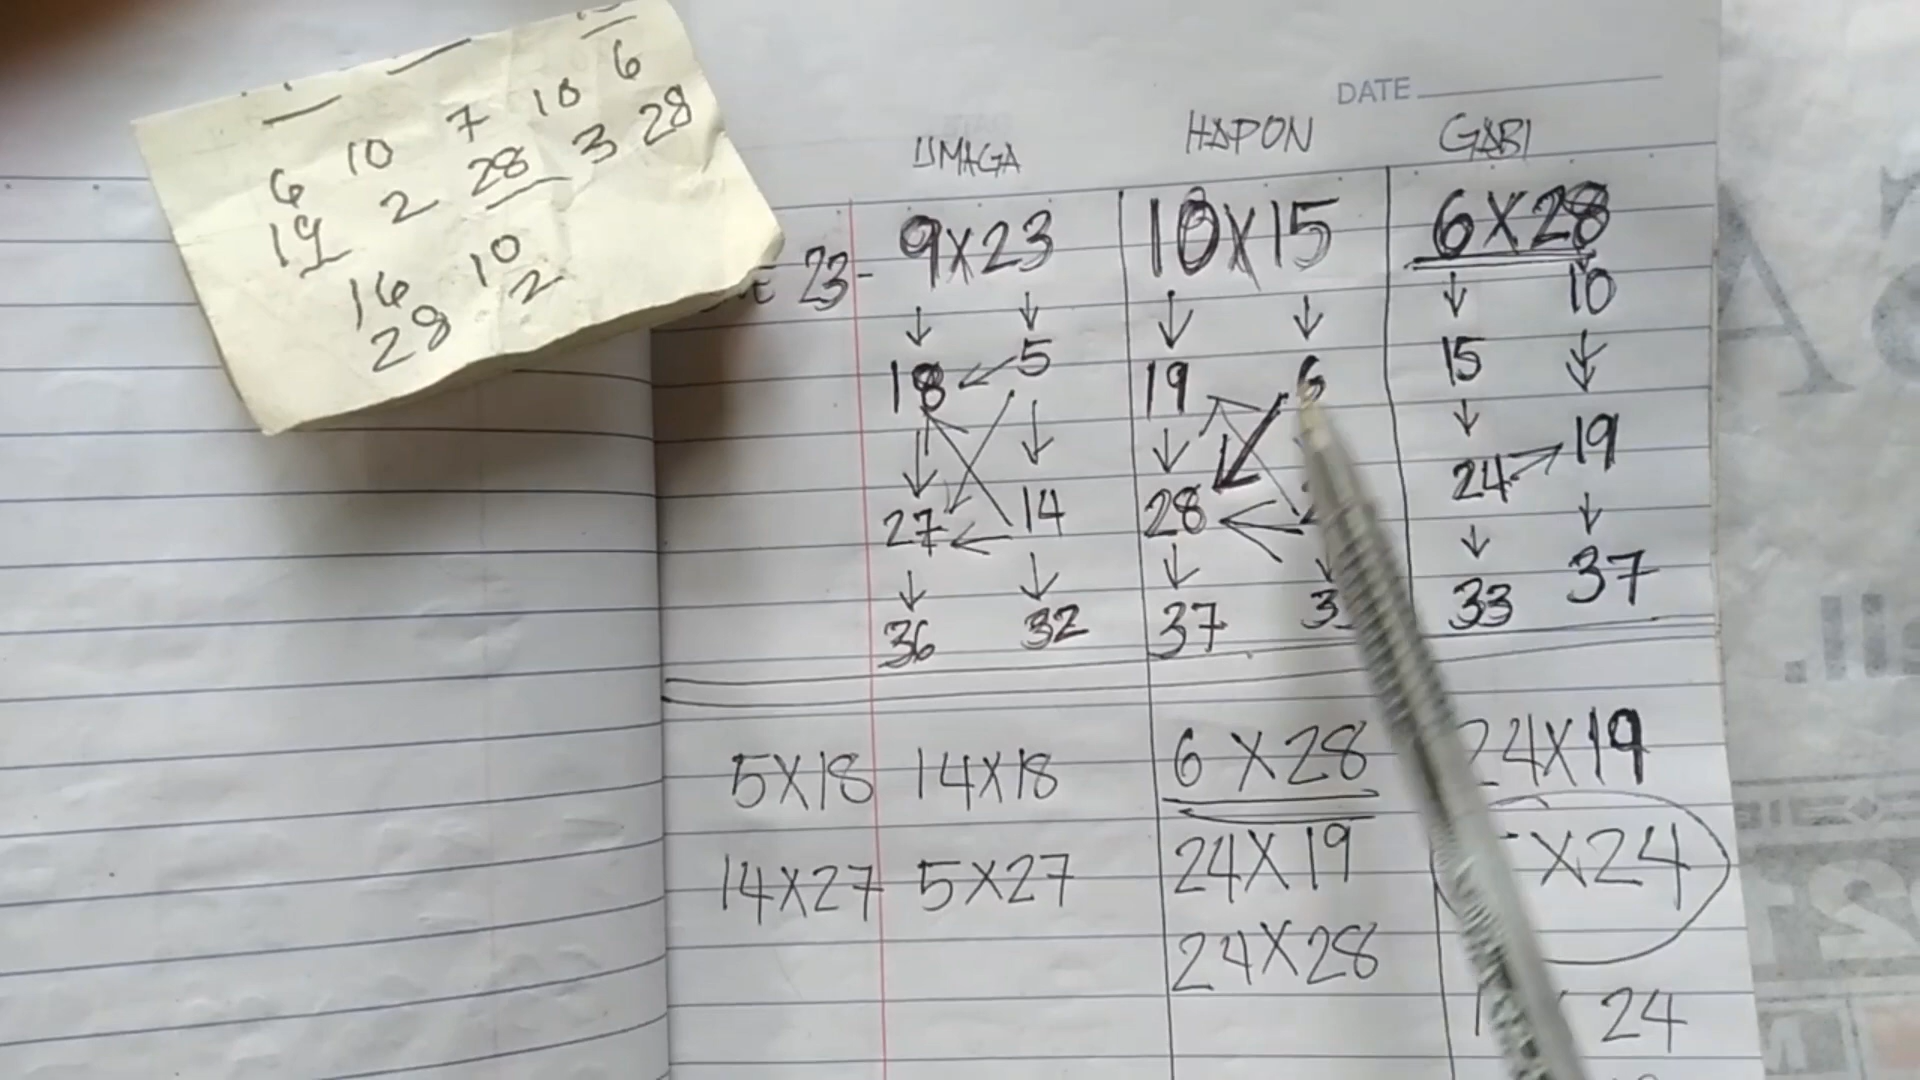 6 10 7 10 6
19 2 28 3 28
16 10
28 2
DATE
UMAGA HAPON GABI
23- 9X23 10X15 6X28
10
18 5 19 6 15
27 14 28 24 19
36 32 37 33 37
5X18 14X18 6X28 24X19
14X27 5X27 24X19 X24
24X28
24